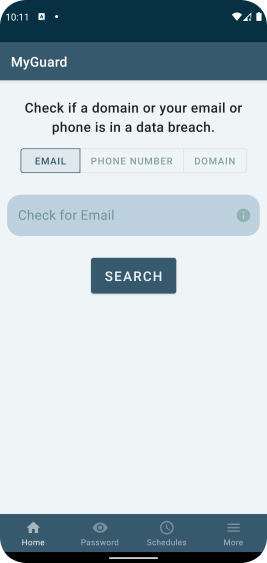 10:11
MyGuard
Check if a domain or your email or
phone is in a data breach.
EMAIL PHONE NUMBER DOMAIN
Check for Email
SEARCH
Home Password Schedules More